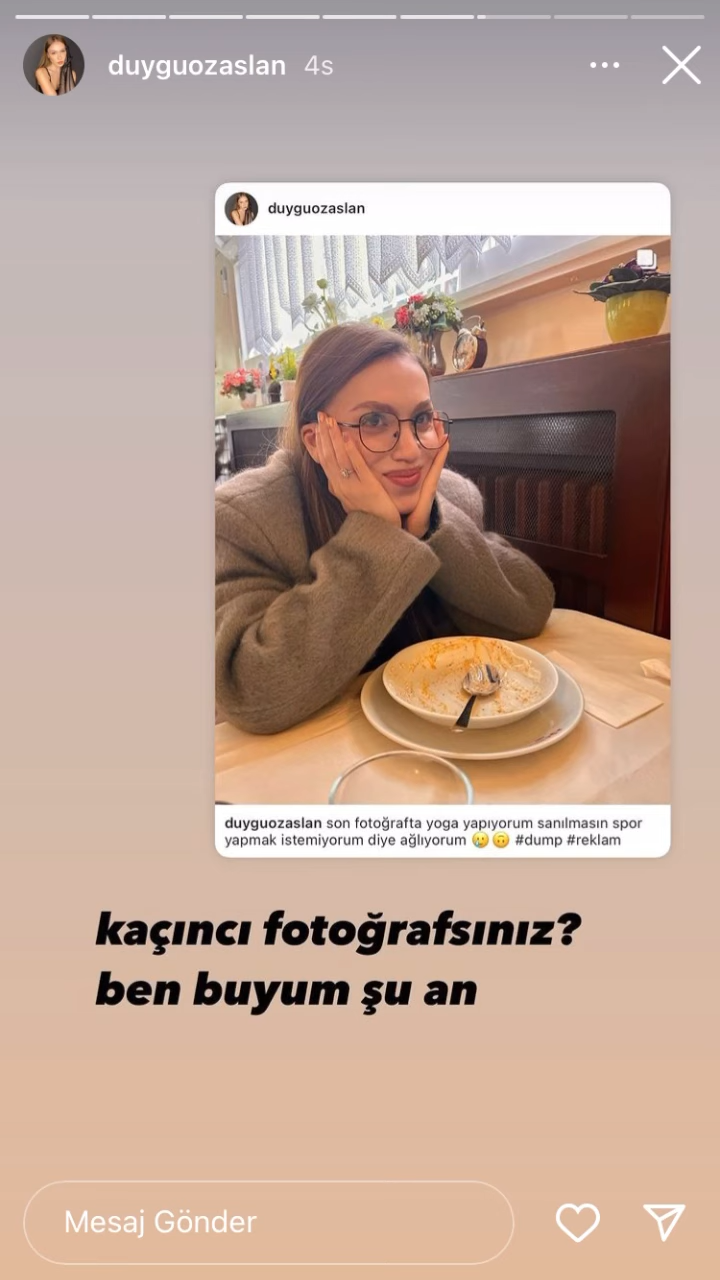 duyguozaslan 4s
duyguozaslan
duyguozaslan son fotoğrafta yoga yapıyorum sanılmasın spor
yapmak istemiyorum diye ağlıyorum 🥲🙃 #dump #reklam
kaçıncı fotoğrafsınız?
ben buyum şu an
Mesaj Gönder